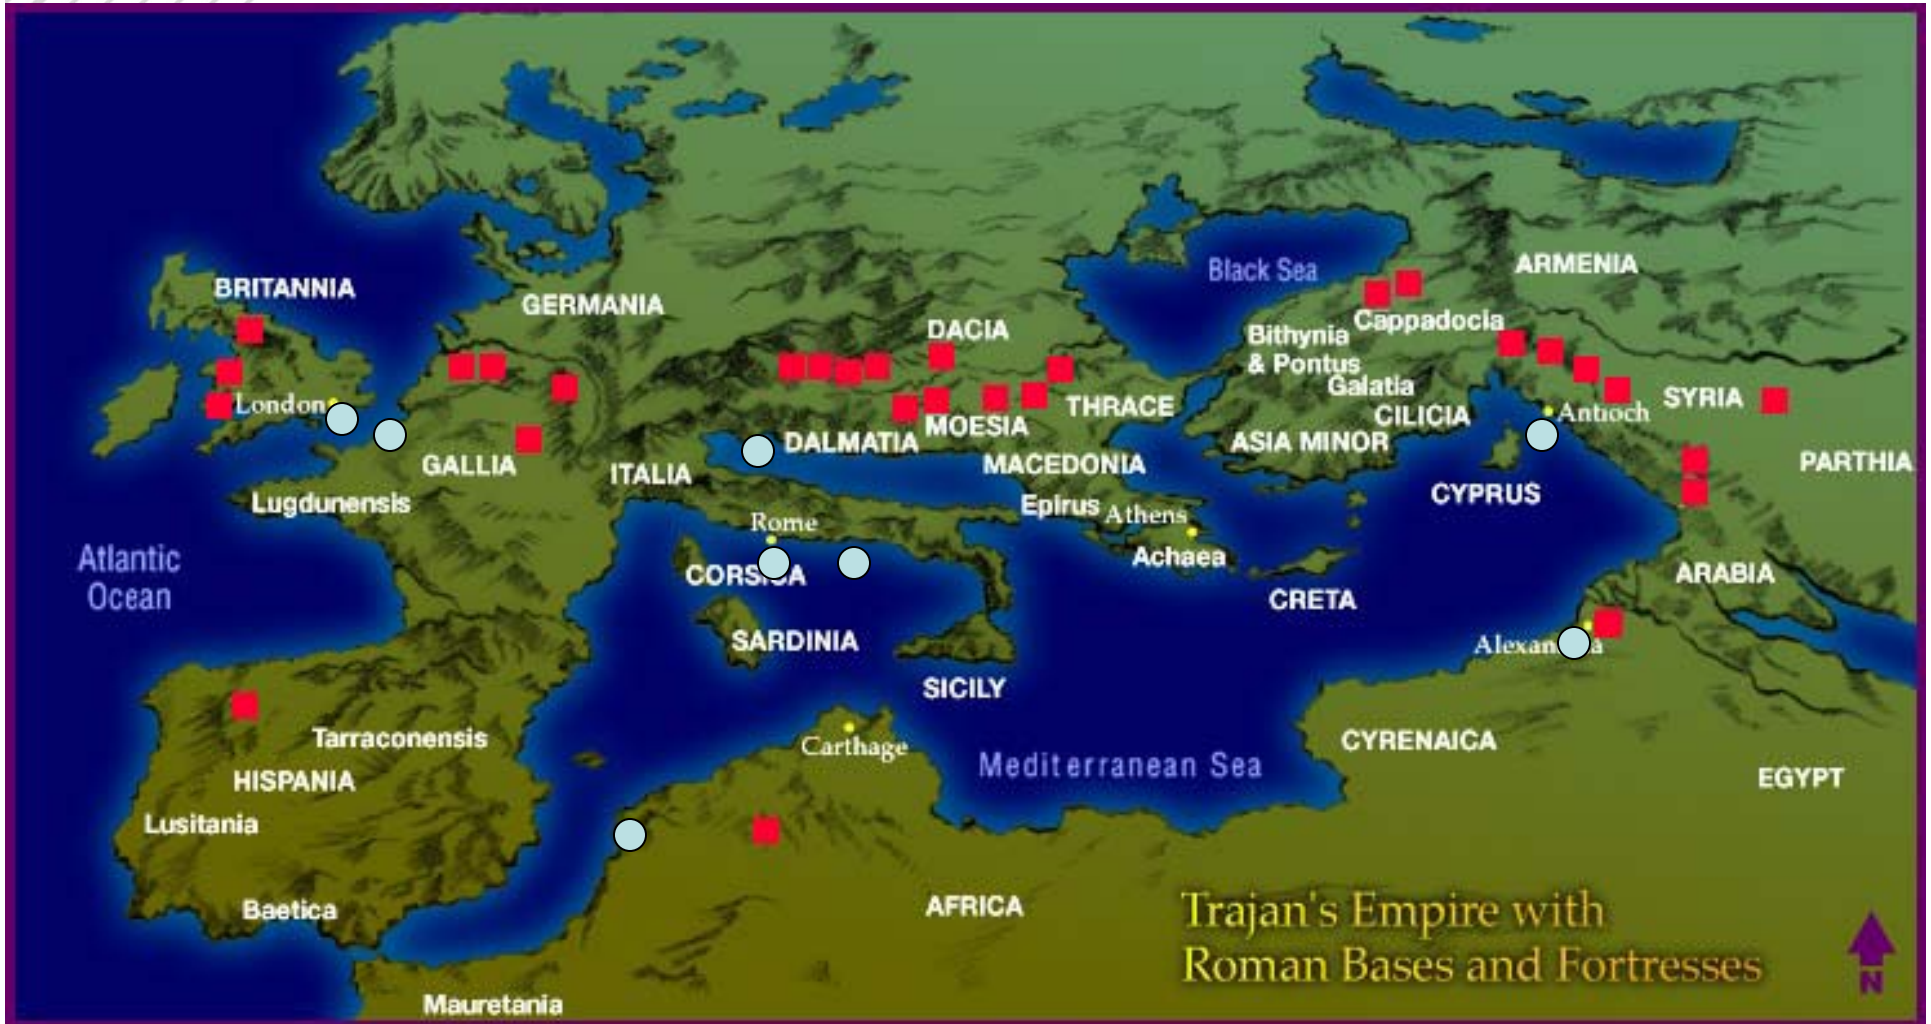 BRITANNIA
GERMANIA
London
GALLIA
Lugdunensis
Atlantic
Ocean
ITALIA
DALMATIA
DACIA
MOESIA
THRACE
MACEDONIA
Epirus
Athens
Achaea
Rome
CORSICA
SARDINIA
SICILY
CRETA
Black Sea
ARMENIA
Bithynia
& Pontus
Cappadocia
Galatia
CILICIA
ASIA MINOR
Antioch
SYRIA
PARTHIA
CYPRUS
ARABIA
CYRENAICA
EGYPT
Mediterranean Sea
Carthage
Tarraconensis
HISPANIA
Lusitania
Baetica
Mauretania
AFRICA
Trajan's Empire with
Roman Bases and Fortresses
N